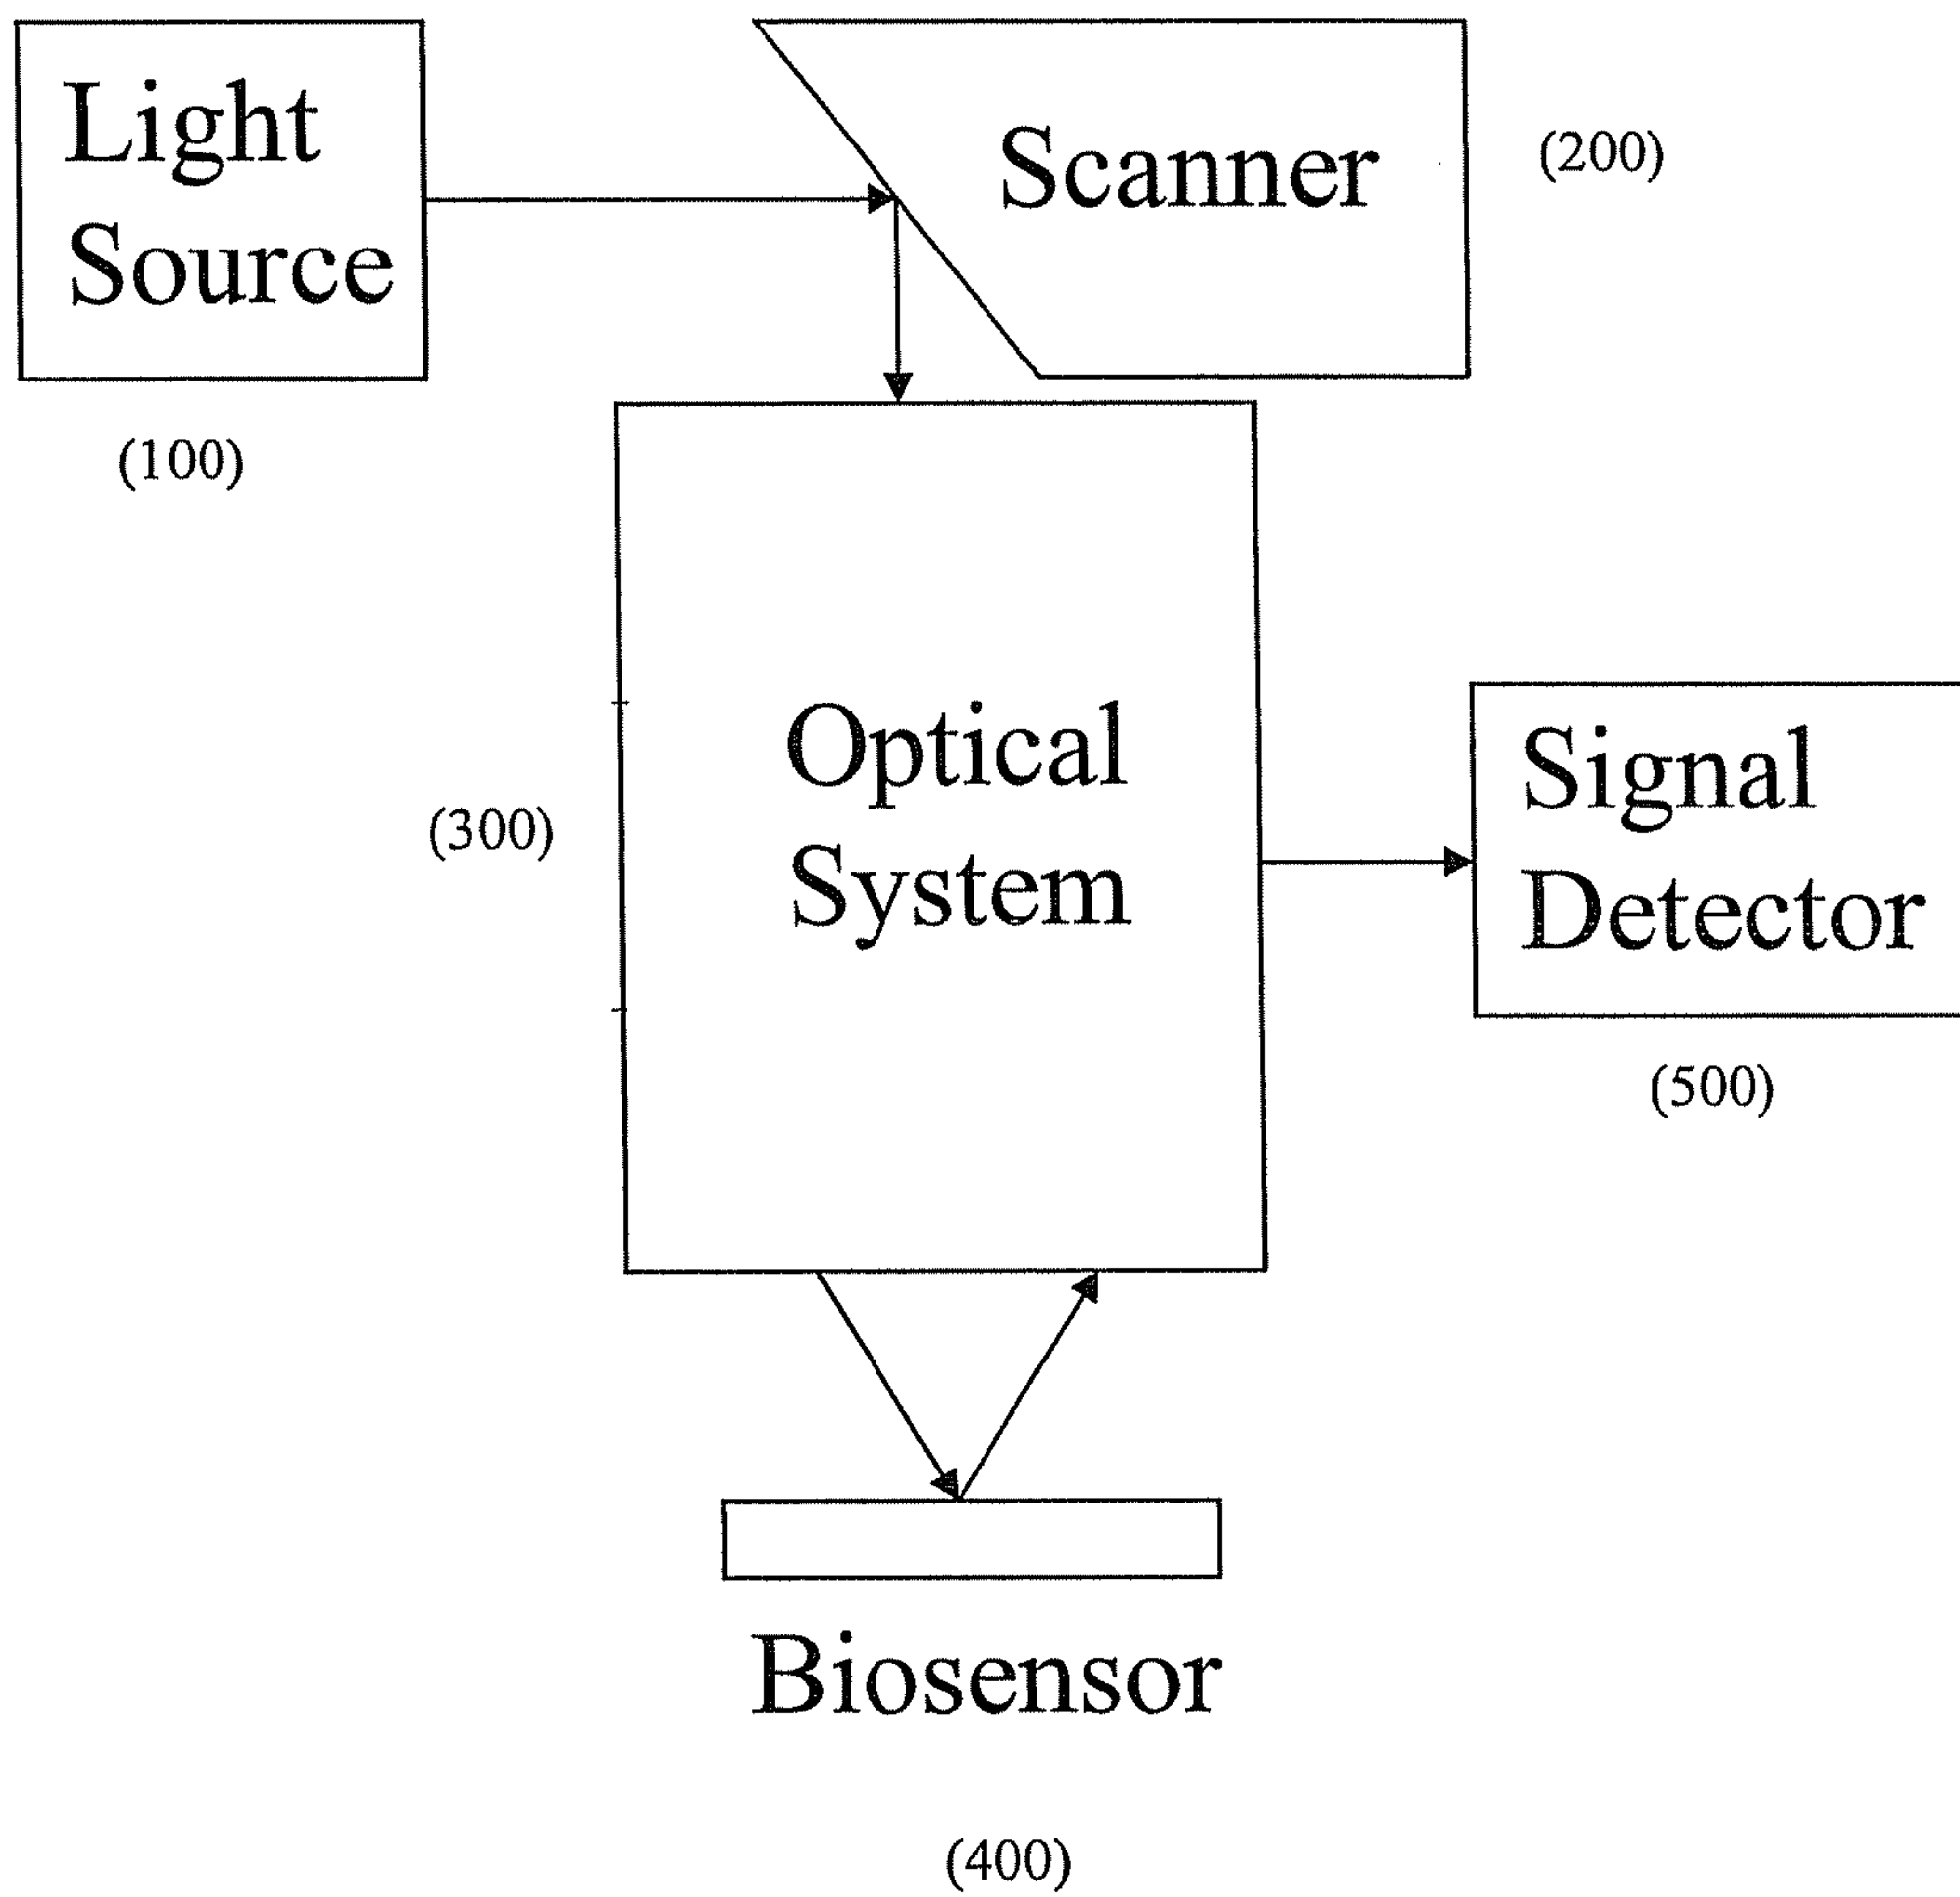 Light
Source
(100)
Scanner
(200)
Optical
System
(300)
Signal
Detector
(500)
Biosensor
(400)